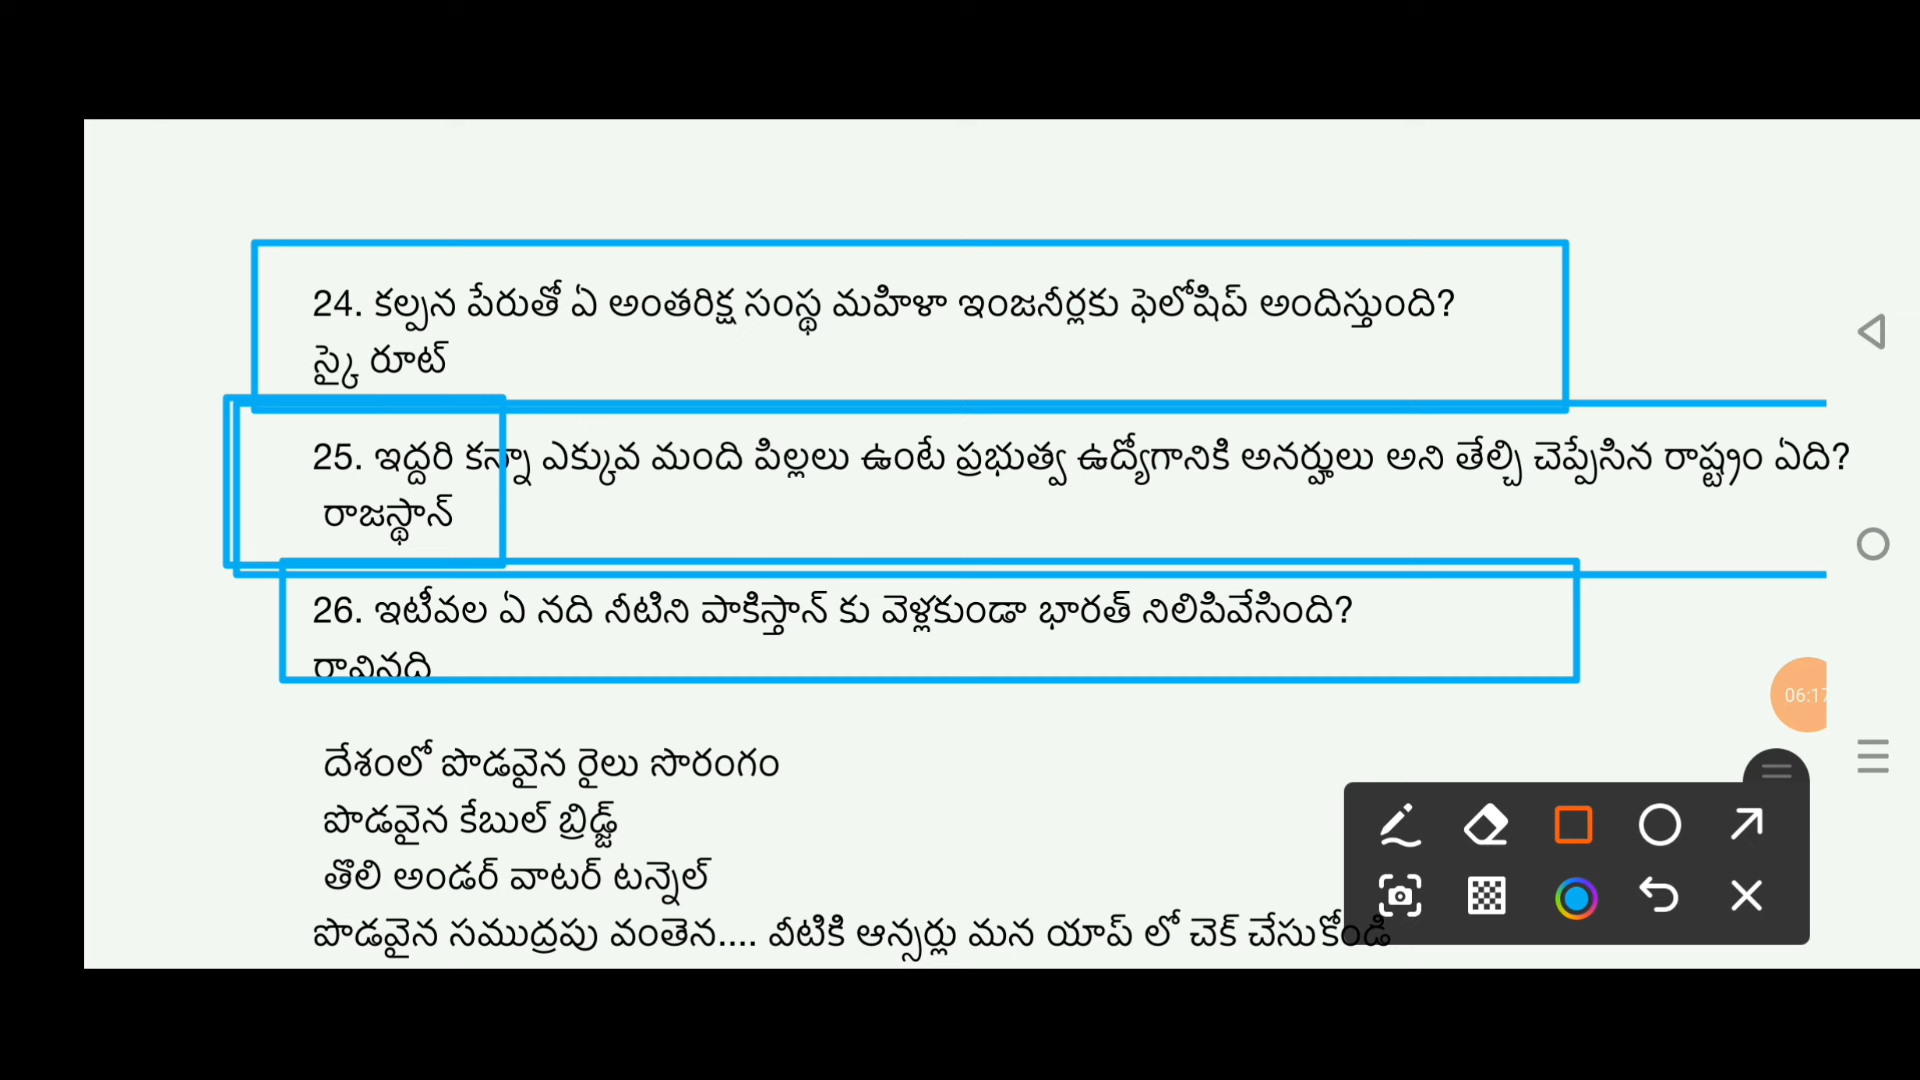 24. కల్పన పేరుతో ఏ అంతరిక్ష సంస్థ మహిళా ఇంజనీర్లకు ఫెలోషిప్ అందిస్తుంది?
స్కై రూట్
25. ఇద్దరి కన్నా ఎక్కువ మంది పిల్లలు ఉంటే ప్రభుత్వ ఉద్యోగానికి అనర్హులు అని తేల్చి చెప్పేసిన రాష్ట్రం ఏది?
రాజస్థాన్
26. ఇటీవల ఏ నది నీటిని పాకిస్తాన్ కు వెళ్లకుండా భారత్ నిలిపివేసింది?
రావినది
06:17
దేశంలో పొడవైన రైలు సొరంగం
పొడవైన కేబుల్ బ్రిడ్జ్
తొలి అండర్ వాటర్ టన్నెల్
పొడవైన సముద్రపు వంతెన.... వీటికి ఆన్సర్లు మన యాప్ లో చెక్ చేసుకోండి